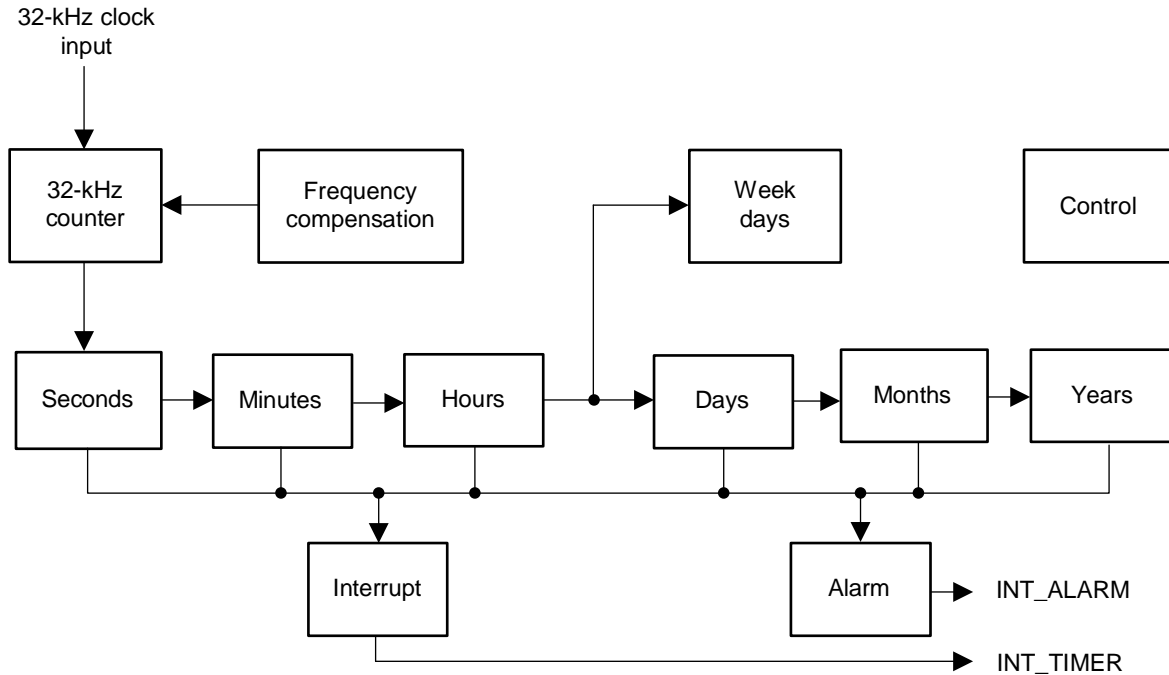 32-kHz clock
input
32-kHz
counter
Frequency
compensation
Week
days
Control
Seconds
Minutes
Hours
Days
Months
Years
Interrupt
Alarm
INT_ALARM
INT_TIMER